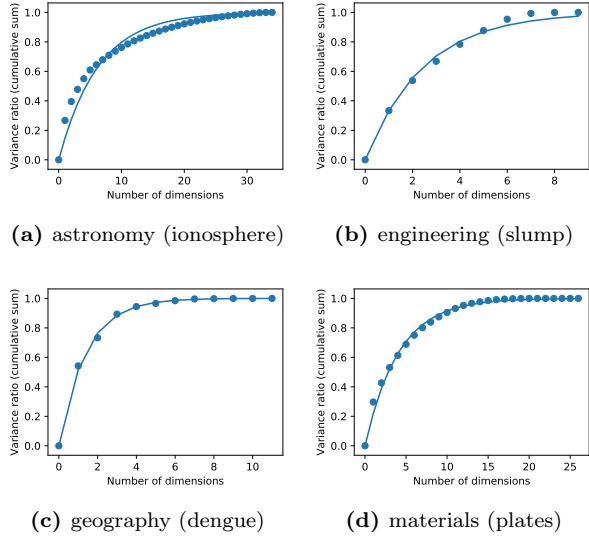 1.0
0.8
0.6
0.4
0.2
0.0
Variance ratio (cumulative sum)
0 10 20 30
Number of dimensions
(a) astronomy (ionosphere)
1.0
0.8
0.6
0.4
0.2
0.0
Variance ratio (cumulative sum)
0 2 4 6 8
Number of dimensions
(b) engineering (slump)
1.0
0.8
0.6
0.4
0.2
0.0
Variance ratio (cumulative sum)
0 2 4 6 8 10
Number of dimensions
(c) geography (dengue)
1.0
0.8
0.6
0.4
0.2
0.0
Variance ratio (cumulative sum)
0 5 10 15 20 25
Number of dimensions
(d) materials (plates)